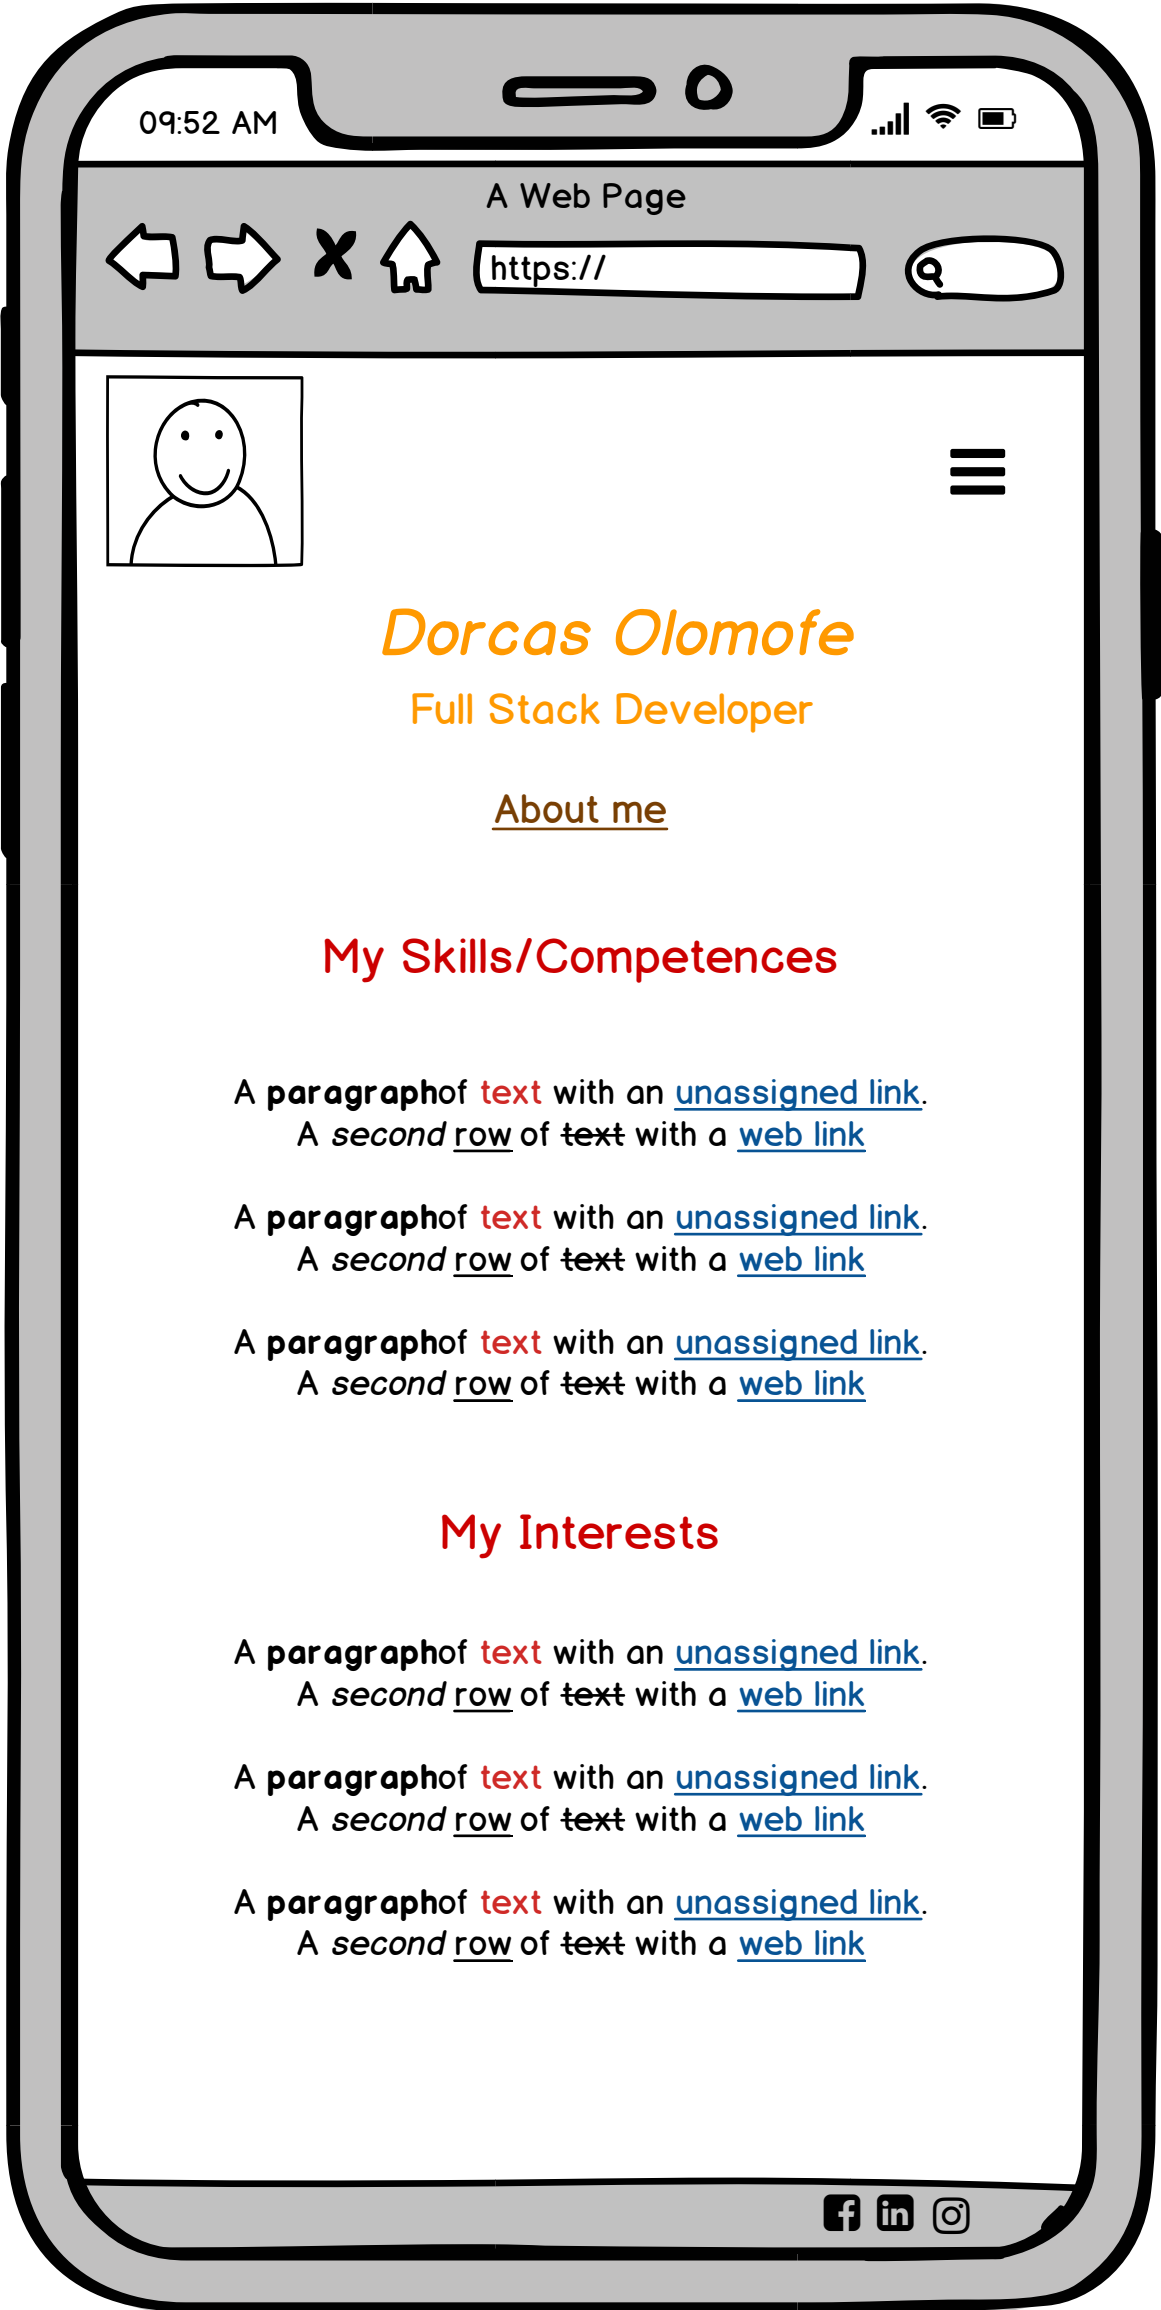 09:52 AM
A Web Page
https://
Dorcas Olomofe
Full Stack Developer
About me
My Skills/Competences
A paragraphof text with an unassigned link.
A second row of text with a web link
A paragraphof text with an unassigned link.
A second row of text with a web link
A paragraphof text with an unassigned link.
A second row of text with a web link
My Interests
A paragraphof text with an unassigned link.
A second row of text with a web link
A paragraphof text with an unassigned link.
A second row of text with a web link
A paragraphof text with an unassigned link.
A second row of text with a web link